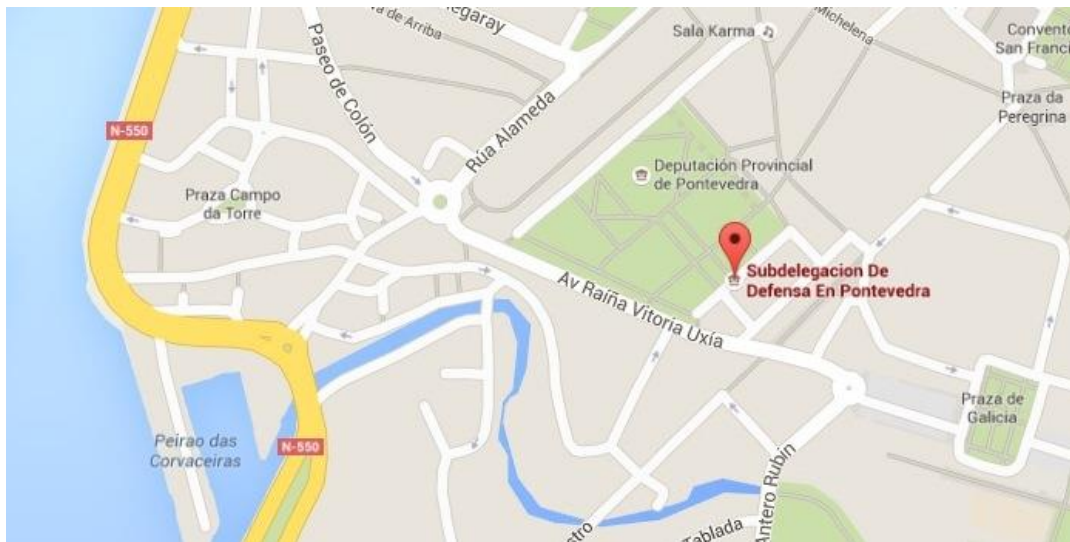 egaray
de Arriba
Sala Karma
Michelena
Convento
San Franci
Paseo de Colón
Rúa Alameda
Praza da
Peregrina
N-550
Deputación Provincial
de Pontevedra
Praza Campo
da Torre
Subdelegacion De
Defensa En Pontevedra
Av Raíña Vitoria Uxía
Praza de
Galicia
Peirao das
Corvaceiras
N-550
Antero Rubín
stro
Tablada